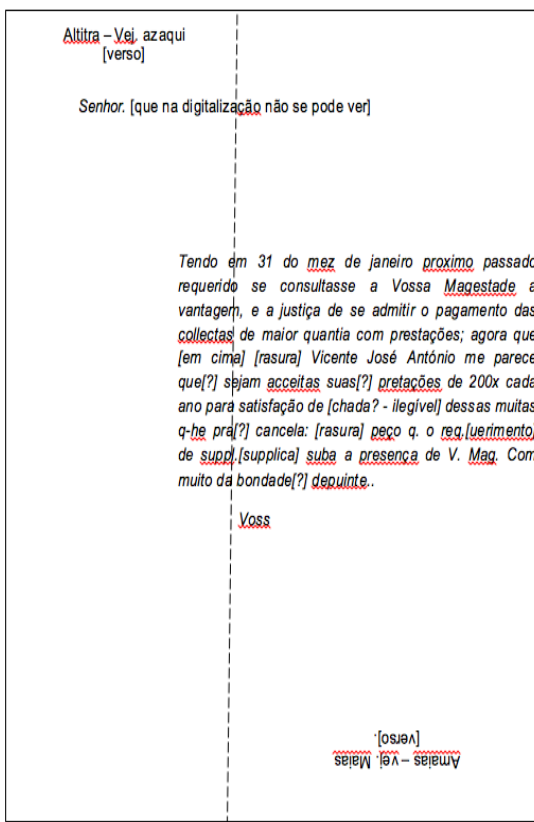 Altitra – Vej. azaqui
[verso]
Senhor. [que na digitalização não se pode ver]
Tendo em 31 do mez de janeiro proximo passado
requerido se consultasse a Vossa Magestade a
vantagem, e a justiça de se admitir o pagamento das
collectas de maior quantia com prestações; agora que
[em cima] [rasura] Vicente José António me parece
que[?] sejam acceitas suas[?] pretações de 200x cada
ano para satisfação de [chada? - ilegível] dessas muitas
q-he pra[?] cancela: [rasura] peço q. o req.[uerimento]
de suppl.[supplica] suba a presença de V. Mag. Com
muito da bondade[?] depuinte..
Voss
Amaias – vej. Maias
[verso].